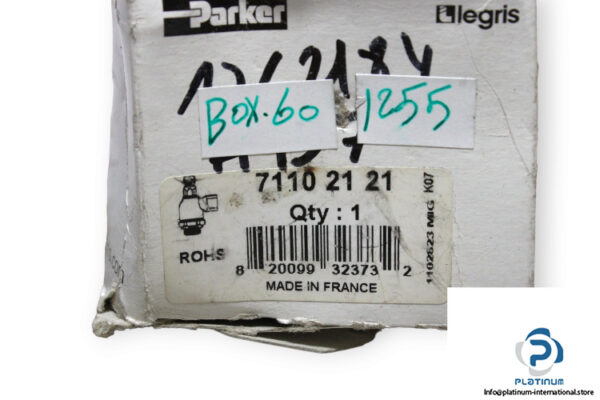 Parker
legris
BOX.60
1255
7110 21 21
Qty : 1
ROHS
8 20099 32373 2
MADE IN FRANCE
1102623 MIG K07
PLATINUM
Info@platinum-international.store